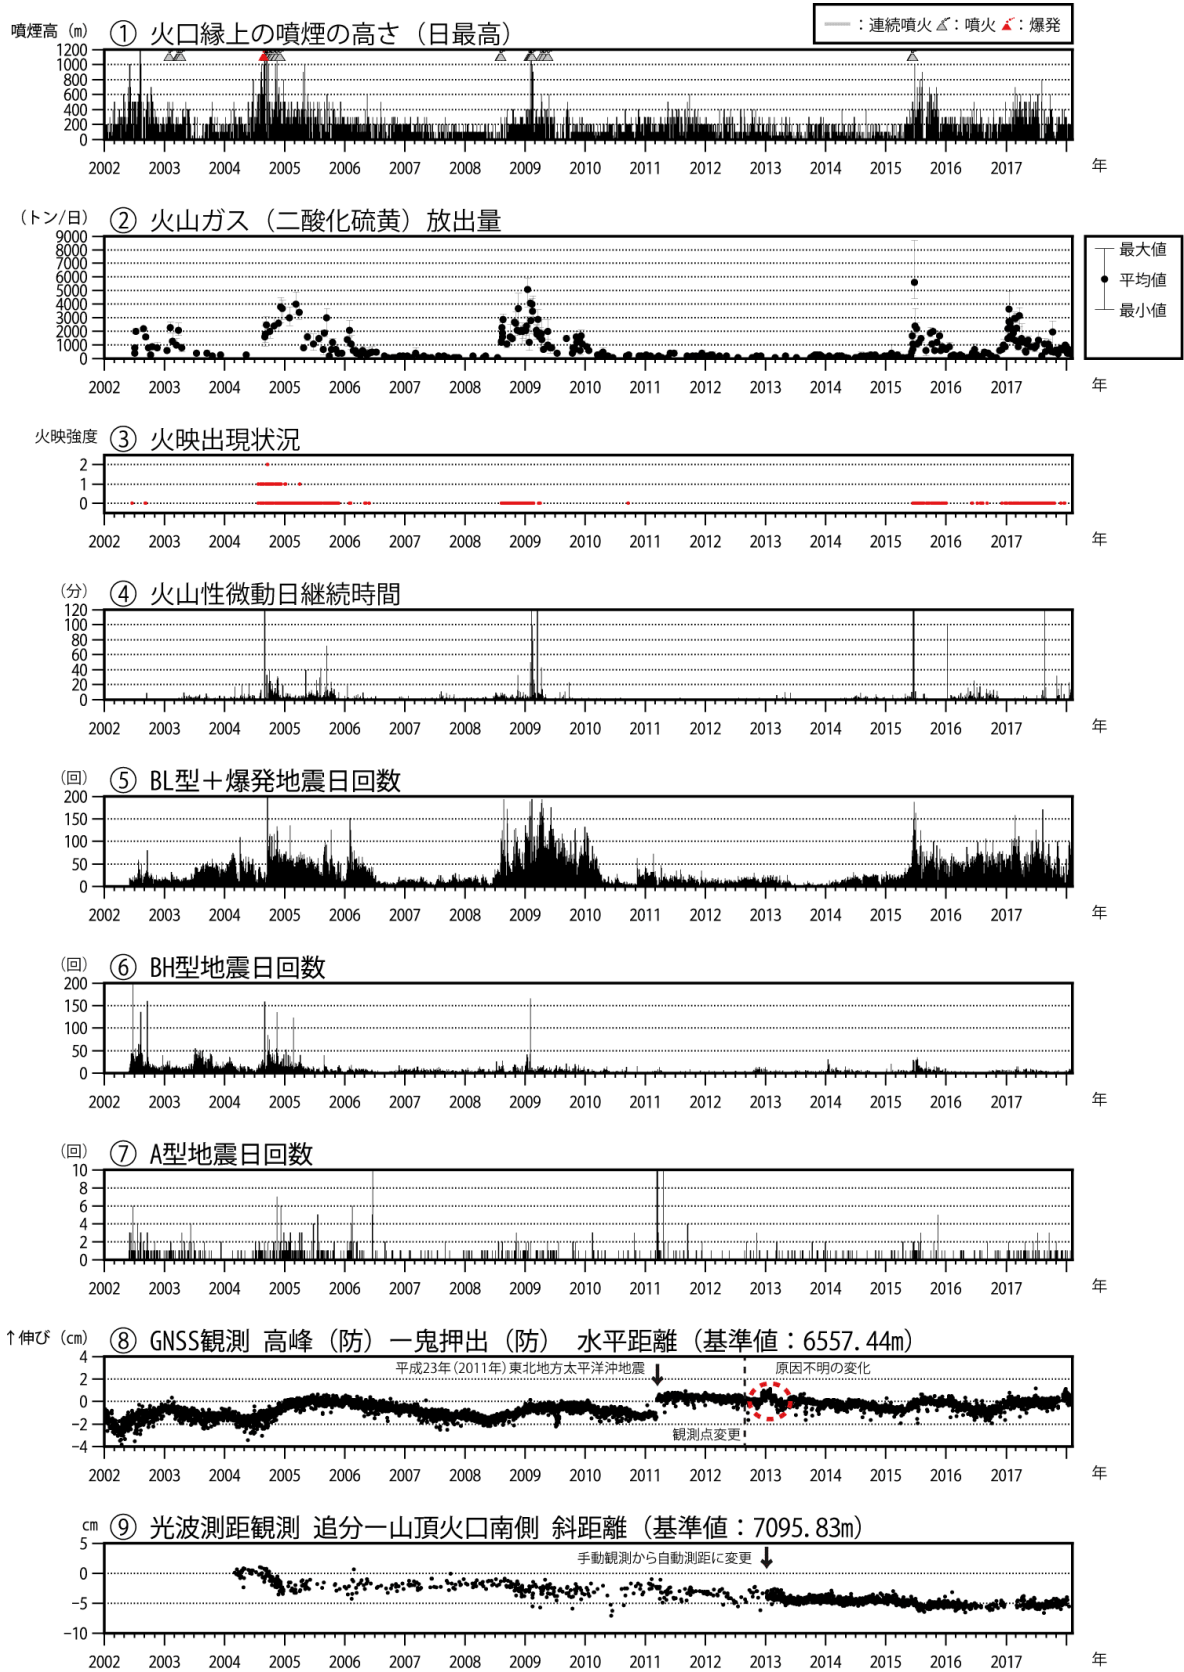 ：連続噴火 ：噴火 ：爆発
噴煙高（m） ① 火口縁上の噴煙の高さ（日最高）
1200
1000
800
600
400
200
0
2002 2003 2004 2005 2006 2007 2008 2009 2010 2011 2012 2013 2014 2015 2016 2017 年
（トン/日） ② 火山ガス（二酸化硫黄）放出量
9000
8000
7000
6000
5000
4000
3000
2000
1000
0
最大値
平均値
最小値
2002 2003 2004 2005 2006 2007 2008 2009 2010 2011 2012 2013 2014 2015 2016 2017 年
火映強度 ③ 火映出現状況
2
1
0
2002 2003 2004 2005 2006 2007 2008 2009 2010 2011 2012 2013 2014 2015 2016 2017 年
（分） ④ 火山性微動日継続時間
120
100
80
60
40
20
0
2002 2003 2004 2005 2006 2007 2008 2009 2010 2011 2012 2013 2014 2015 2016 2017 年
（回） ⑤ BL型＋爆発地震日回数
200
150
100
50
0
2002 2003 2004 2005 2006 2007 2008 2009 2010 2011 2012 2013 2014 2015 2016 2017 年
（回） ⑥ BH型地震日回数
200
150
100
50
0
2002 2003 2004 2005 2006 2007 2008 2009 2010 2011 2012 2013 2014 2015 2016 2017 年
（回） ⑦ A型地震日回数
10
8
6
4
2
0
2002 2003 2004 2005 2006 2007 2008 2009 2010 2011 2012 2013 2014 2015 2016 2017 年
↑伸び（cm） ⑧ GNSS観測 高峰（防）ー鬼押出（防） 水平距離（基準値：6557.44m）
4
2
0
-2
-4
平成23年(2011年)東北地方太平洋沖地震
原因不明の変化
観測点変更
2002 2003 2004 2005 2006 2007 2008 2009 2010 2011 2012 2013 2014 2015 2016 2017 年
cm ⑨ 光波測距観測 追分ー山頂火口南側 斜距離（基準値：7095.83m）
5
0
-5
-10
手動観測から自動測距に変更
2002 2003 2004 2005 2006 2007 2008 2009 2010 2011 2012 2013 2014 2015 2016 2017 年